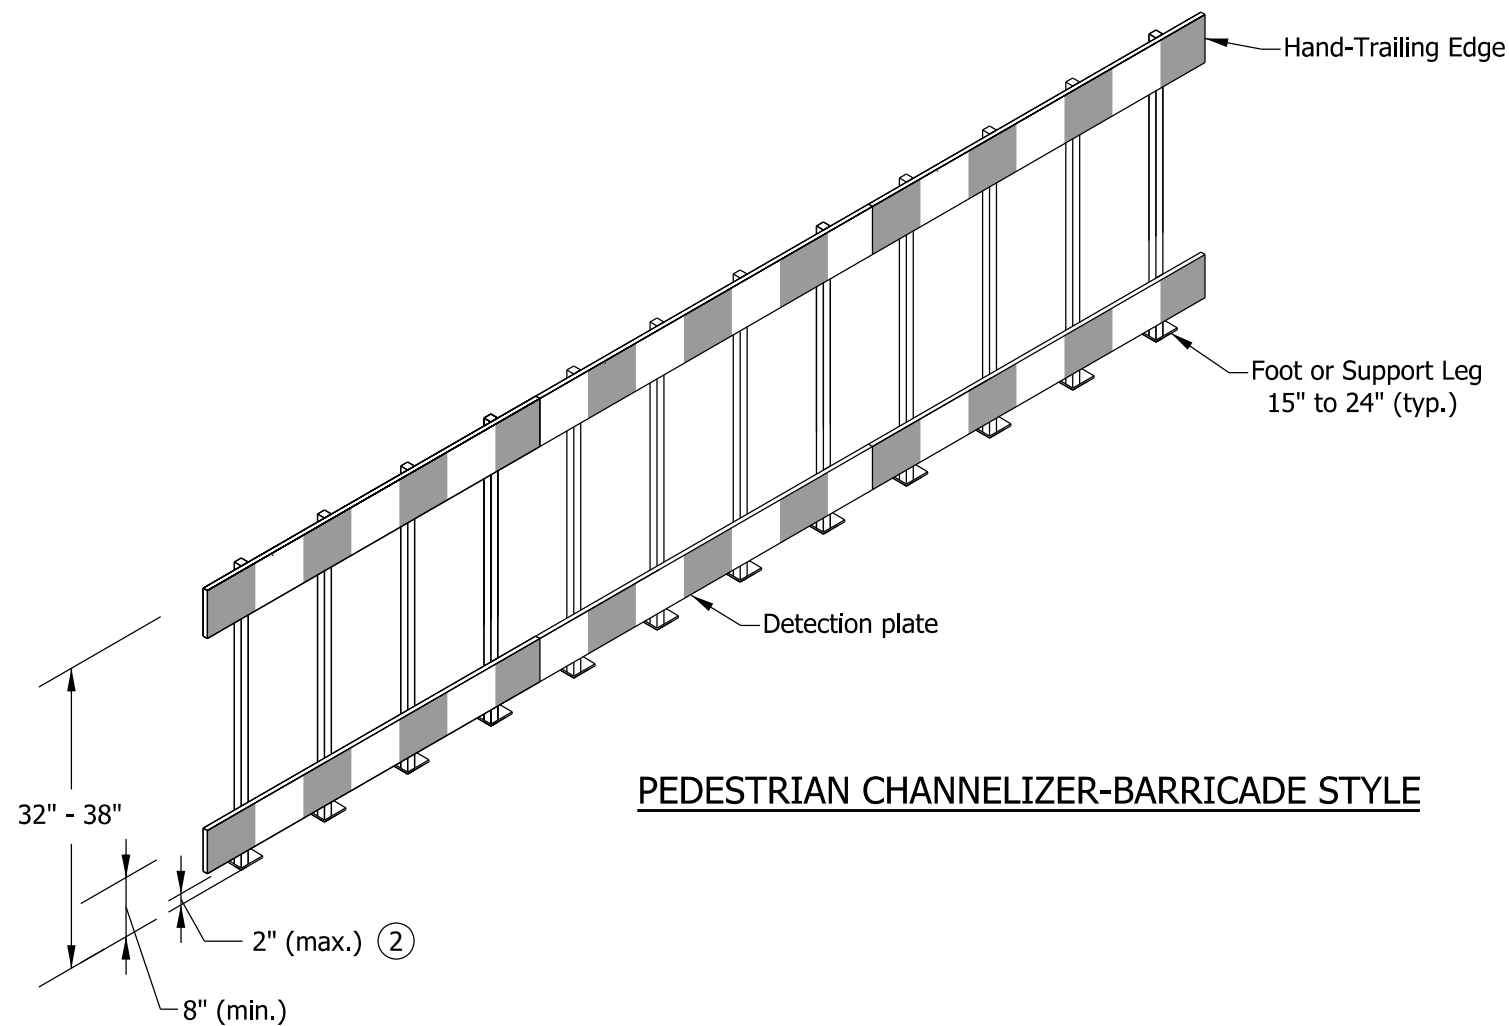 Hand-Trailing Edge
Foot or Support Leg
15" to 24" (typ.)
Detection plate
PEDESTRIAN CHANNELIZER-BARRICADE STYLE
32" - 38"
2" (max.) 2
8" (min.)